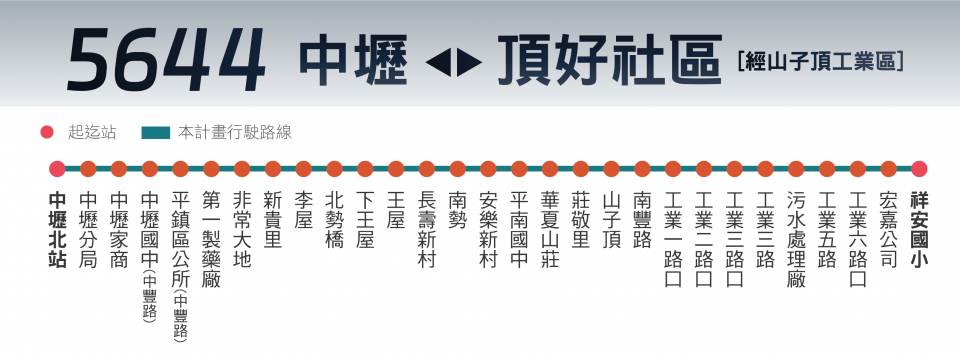 5644 中壢 ◀▶ 頂好社區 [經山子頂工業區]
起迄站
本計畫行駛路線
中壢北站
中壢分局
中壢家商
中壢國中(中豐路)
平鎮區公所(中豐路)
第一製藥廠
非常大地
新貴里
李屋
北勢橋
下王屋
王屋
長壽新村
南勢
安樂新村
平南國中
華夏山莊
莊敬里
山子頂
南豐路
工業一路口
工業二路口
工業三路口
工業三路
污水處理廠
工業五路
工業六路口
宏嘉公司
祥安國小